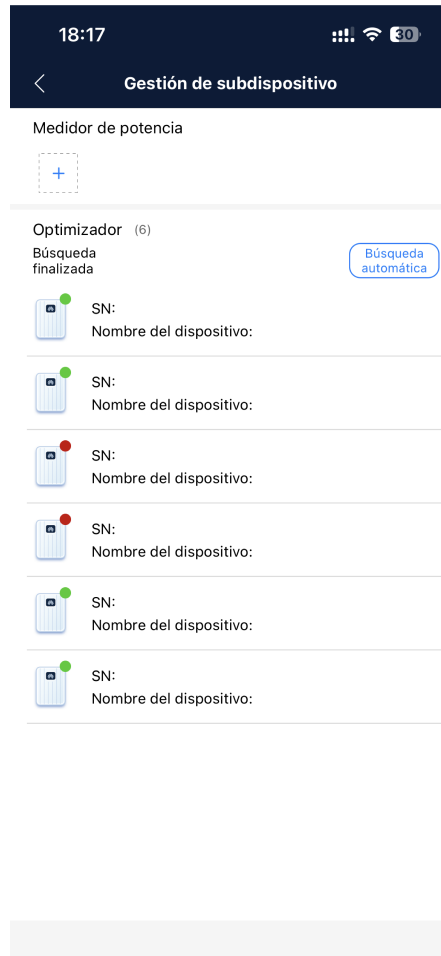 18:17
30
Gestión de subdispositivo
Medidor de potencia
+
Optimizador (6)
Búsqueda
finalizada
Búsqueda
automática
SN:
Nombre del dispositivo:
SN:
Nombre del dispositivo:
SN:
Nombre del dispositivo:
SN:
Nombre del dispositivo:
SN:
Nombre del dispositivo:
SN:
Nombre del dispositivo: